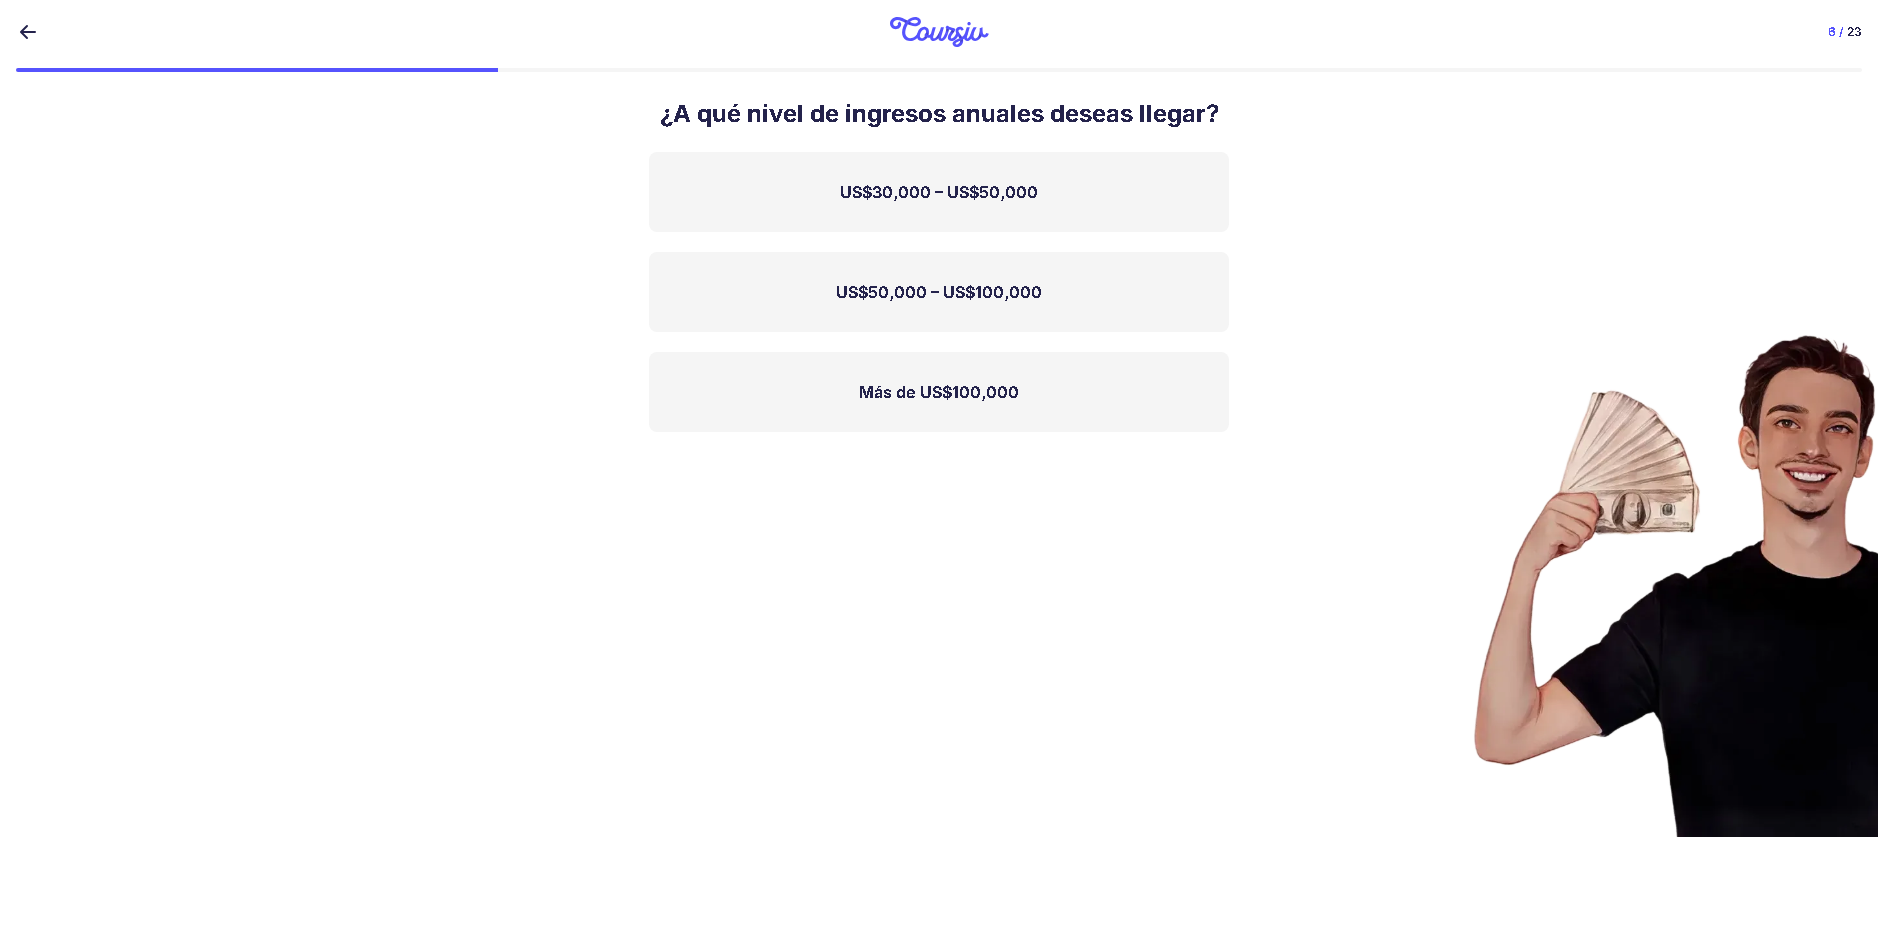 Coursiv
6 / 23
¿A qué nivel de ingresos anuales deseas llegar?
US$30,000 – US$50,000
US$50,000 – US$100,000
Más de US$100,000